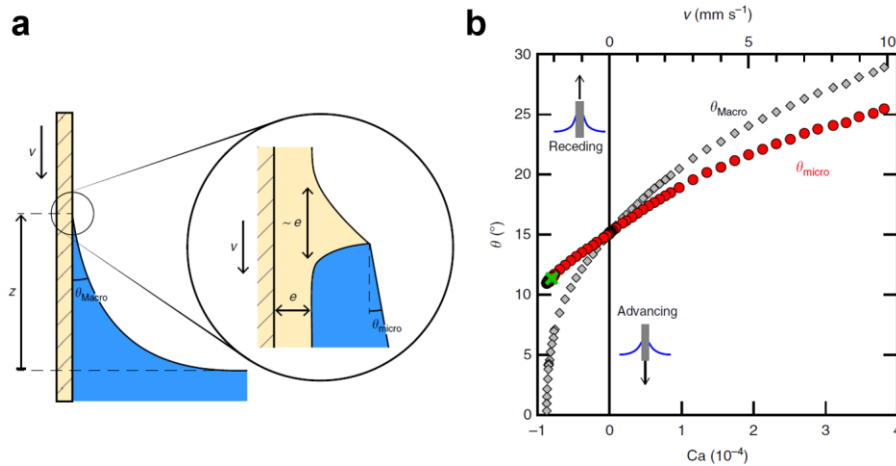 a
v
z
θMacro
v
~ e
e
θmicro
b
v (mm s⁻¹)
0
5
10
30
25
20
15
10
5
0
θ (°)
Receding
θMacro
θmicro
Advancing
–1
0
1
2
3
4
Ca (10⁻⁴)